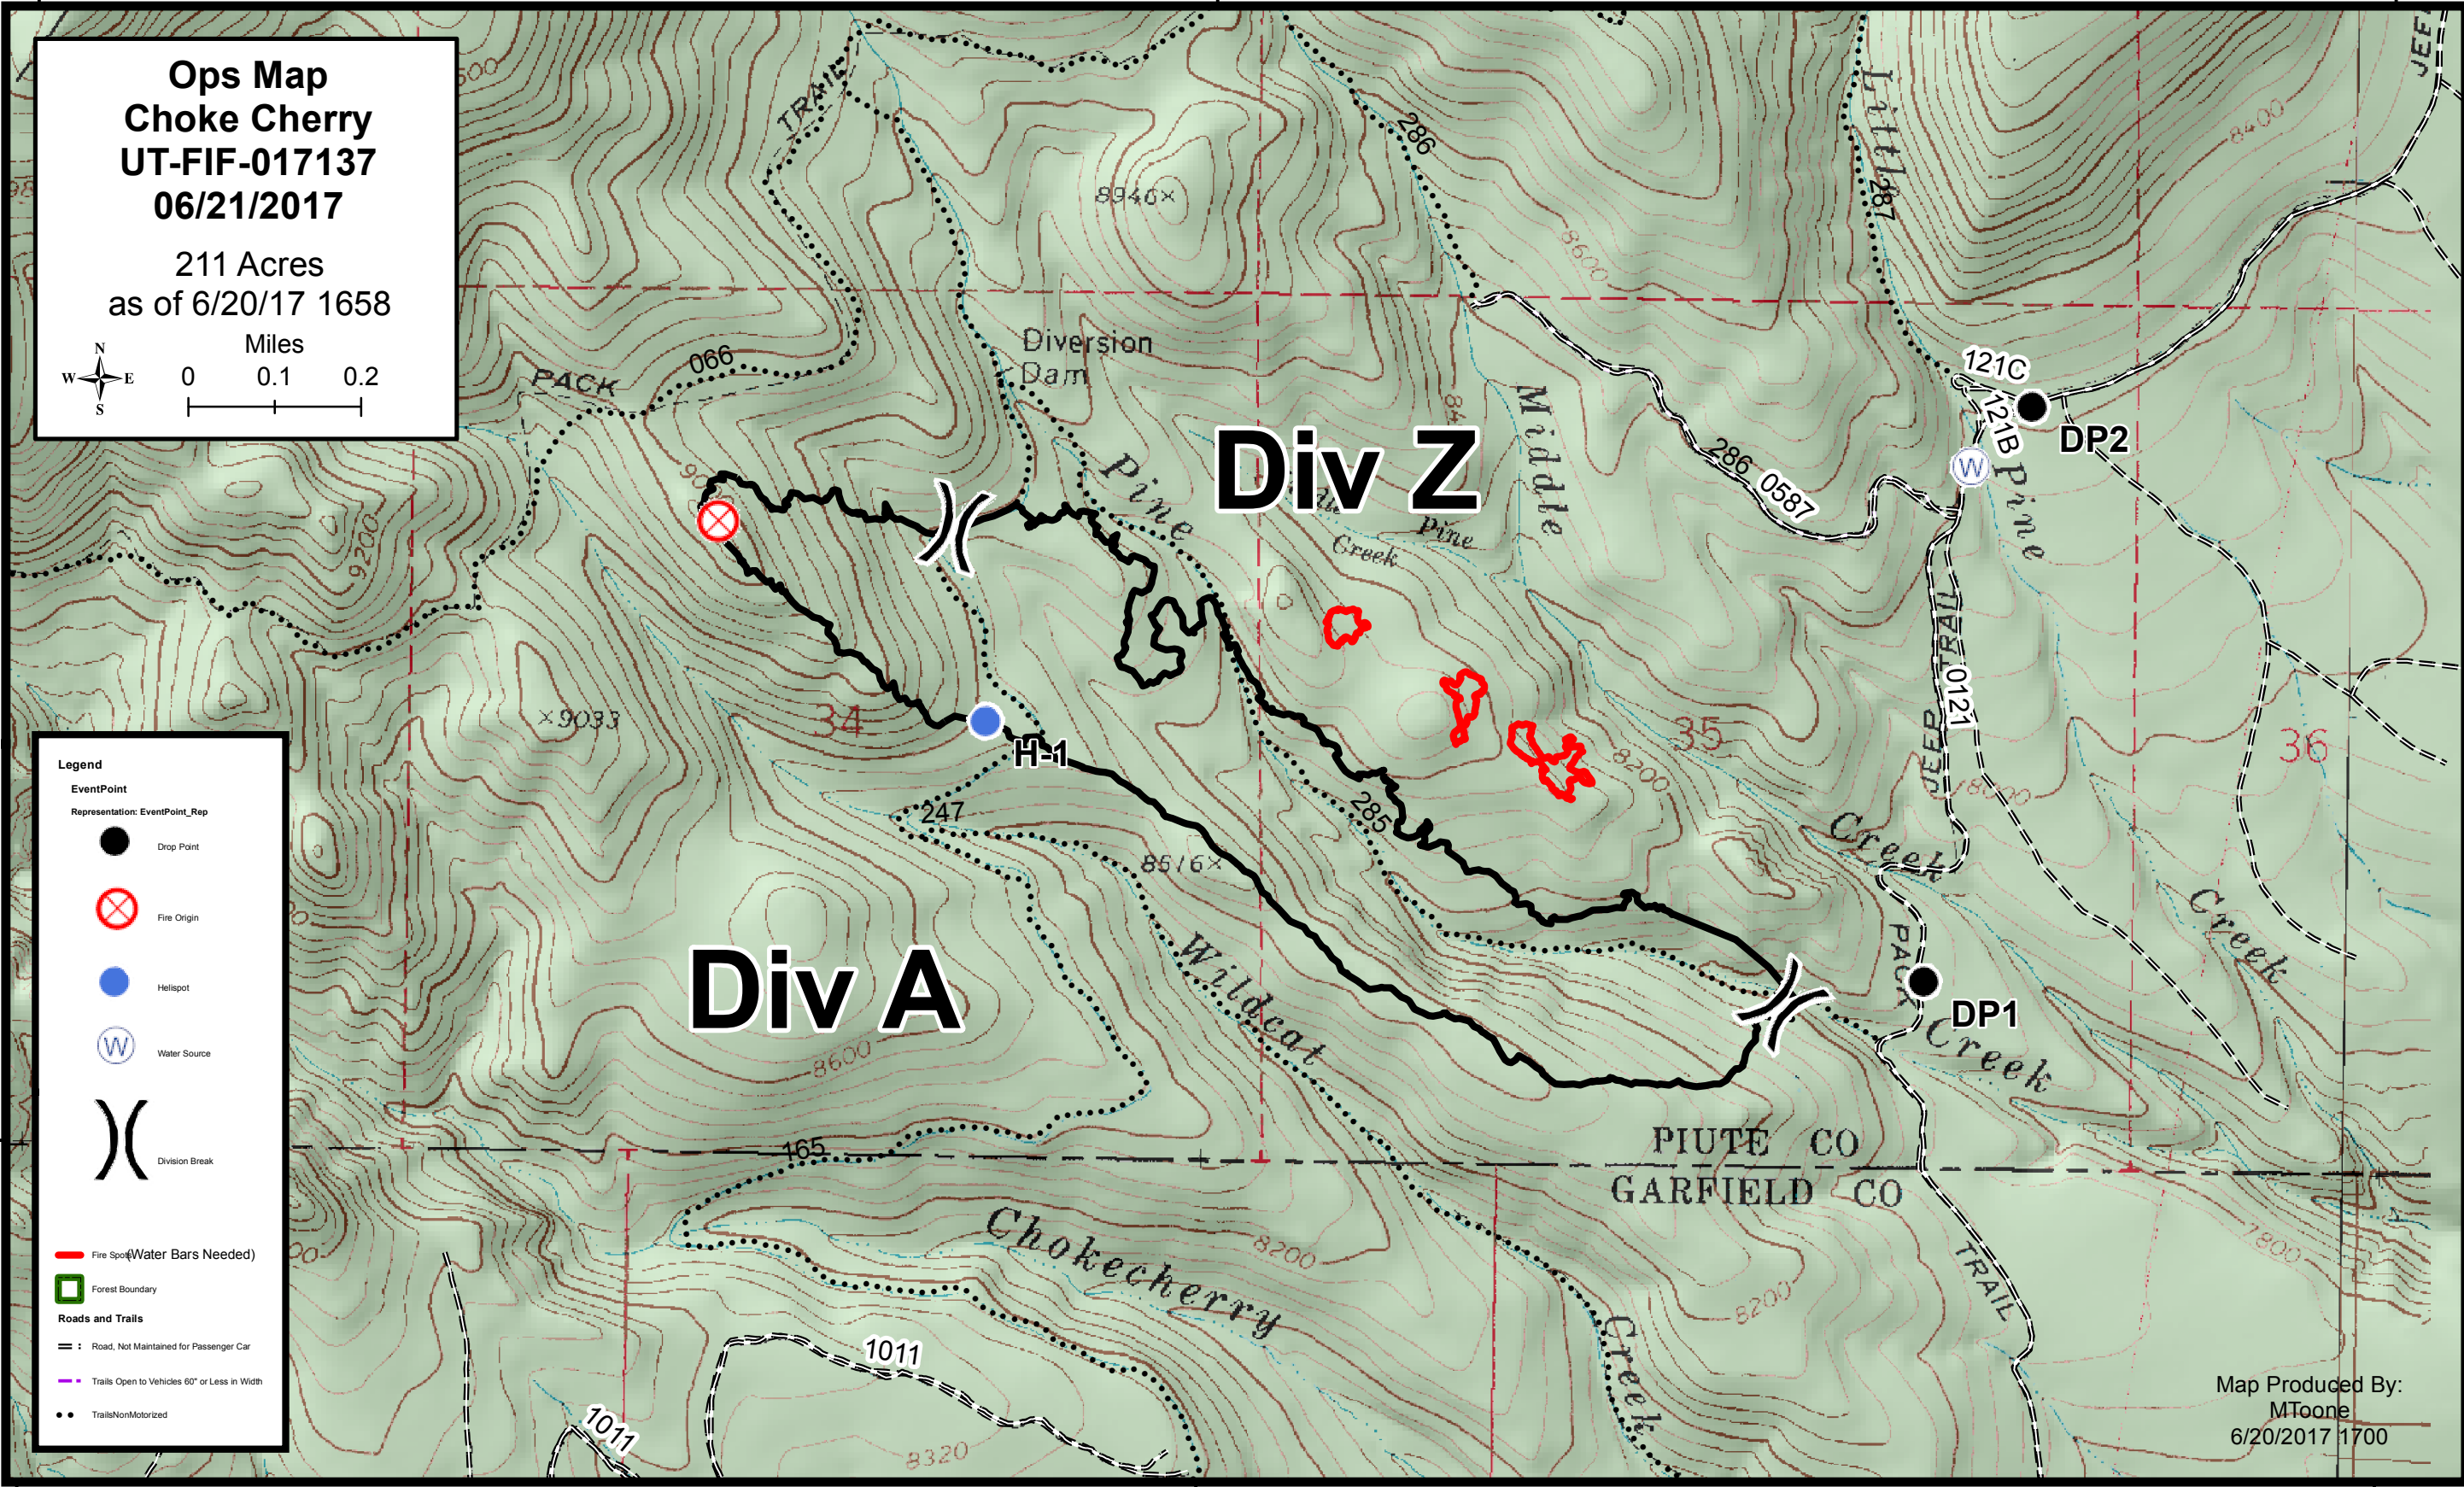 Ops Map
Choke Cherry
UT-FIF-017137
06/21/2017
211 Acres
as of 6/20/17 1658
Miles
N
W E
S
0 0.1 0.2
TRAIL
8946×
286
Little
287
8400
JEEP
8600
Diversion
Dam
066
PACK
121C
121B
DP2
W
Pine
Div Z
Middle
Pine
Pine
Creek
286
0587
9200
×9033
34
H-1
247
8516×
285
35
8200
JEEP TRAIL
0121
8000
36
Creek
Creek
PACK
DP1
Creek
Div A
Wildcat
8600
165
PIUTE CO
GARFIELD CO
Chokecherry
8200
8200
7800
TRAIL
Creek
1011
1011
8320
Legend
EventPoint
Representation: EventPoint_Rep
Drop Point
Fire Origin
Helispot
W
Water Source
Division Break
Fire Spots (Water Bars Needed)
Forest Boundary
Roads and Trails
Road, Not Maintained for Passenger Car
Trails Open to Vehicles 60" or Less in Width
TrailsNonMotorized
Map Produced By:
MToone
6/20/2017 1700